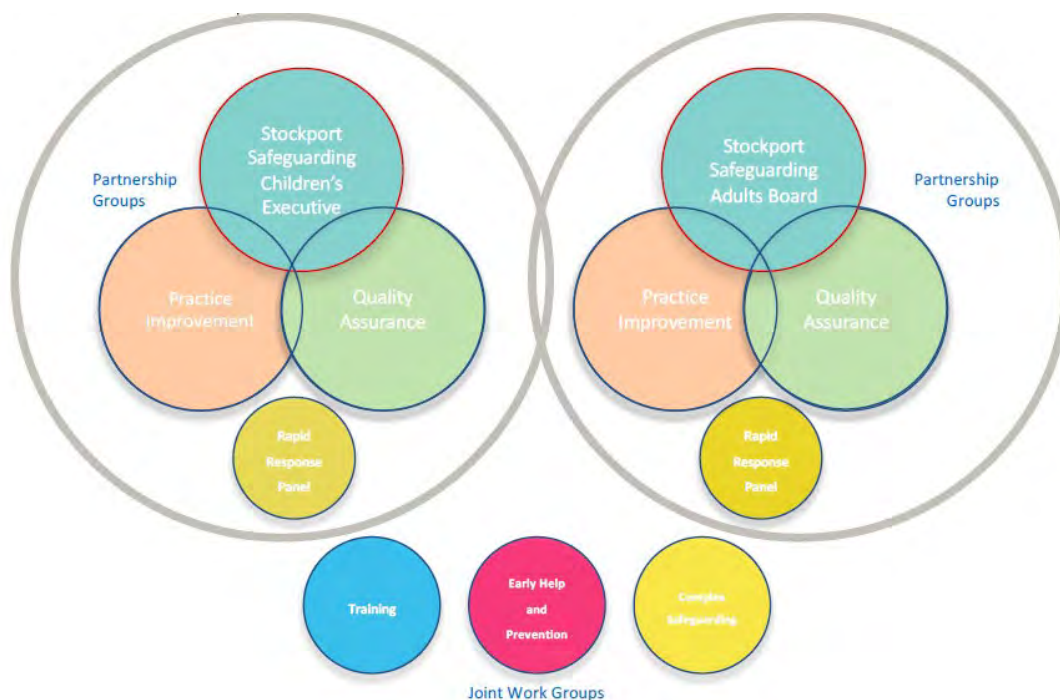 Stockport
Safeguarding
Children's
Executive
Partnership
Groups
Practice
Improvement
Quality
Assurance
Rapid
Response
Panel
Stockport
Safeguarding
Adults Board
Partnership
Groups
Practice
Improvement
Quality
Assurance
Rapid
Response
Panel
Training
Early Help
and
Prevention
Complex
Safeguarding
Joint Work Groups